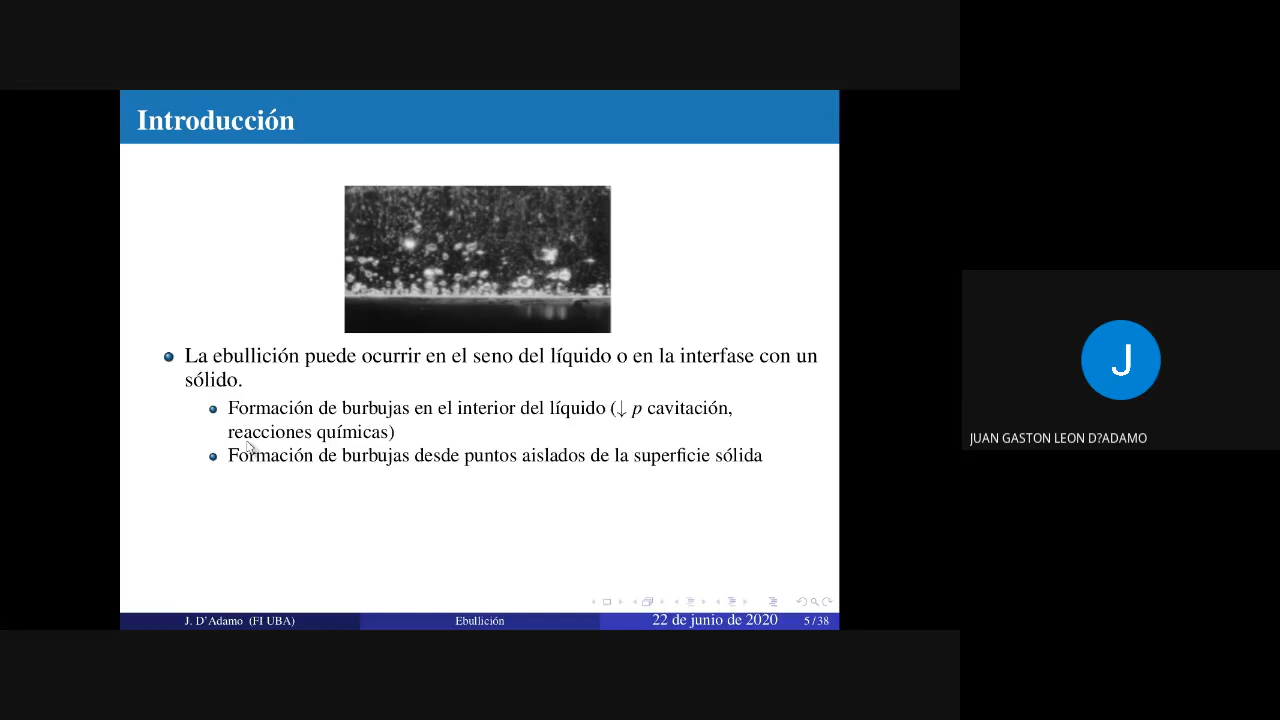 Introducción
La ebullición puede ocurrir en el seno del líquido o en la interfase con un
sólido.
Formación de burbujas en el interior del líquido (↓ p cavitación,
reacciones químicas)
Formación de burbujas desde puntos aislados de la superficie sólida
J. D'Adamo (FI UBA)
Ebullición
22 de junio de 2020
5 / 38
J
JUAN GASTON LEON D?ADAMO